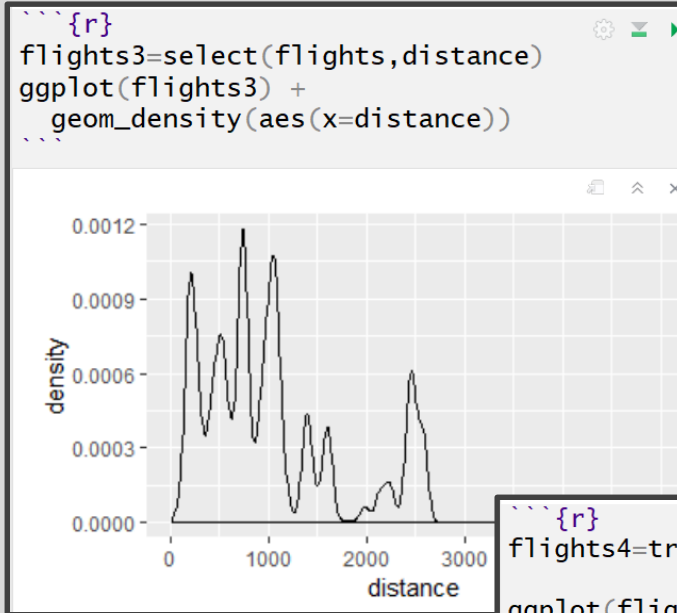 ```{r}
flights3=select(flights,distance)
ggplot(flights3) +
  geom_density(aes(x=distance))
```
0.0012
0.0009
0.0006
0.0003
0.0000
density
0 1000 2000 3000
distance
```{r}
flights4=tr
ggplot(flig